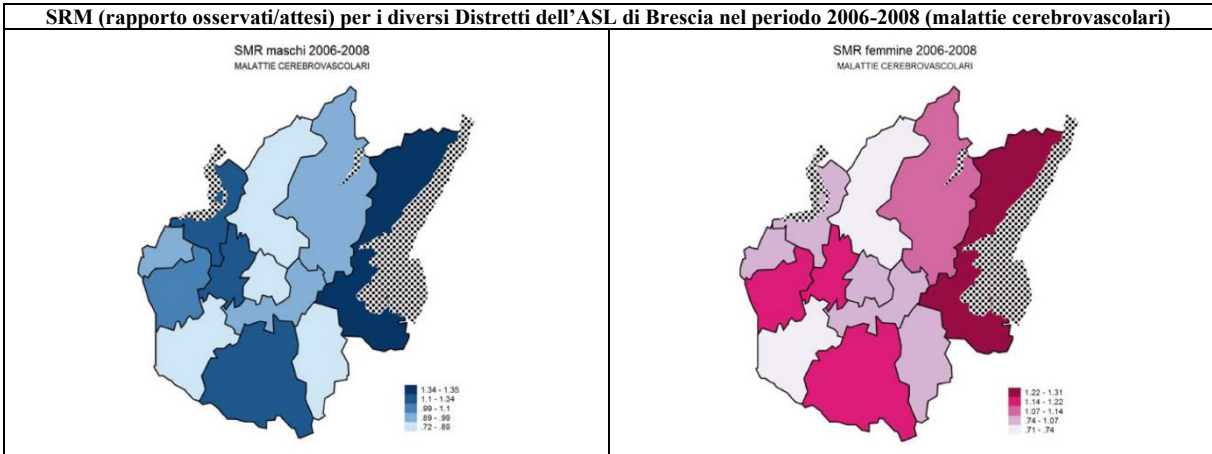 SRM (rapporto osservati/attesi) per i diversi Distretti dell’ASL di Brescia nel periodo 2006-2008 (malattie cerebrovascolari)
SMR maschi 2006-2008
MALATTIE CEREBROVASCOLARI
1.34 - 1.35
1.1 - 1.34
.99 - 1.1
.89 - .99
.72 - .89
SMR femmine 2006-2008
MALATTIE CEREBROVASCOLARI
1.22 - 1.31
1.14 - 1.22
1.07 - 1.14
.74 - 1.07
.71 - .74